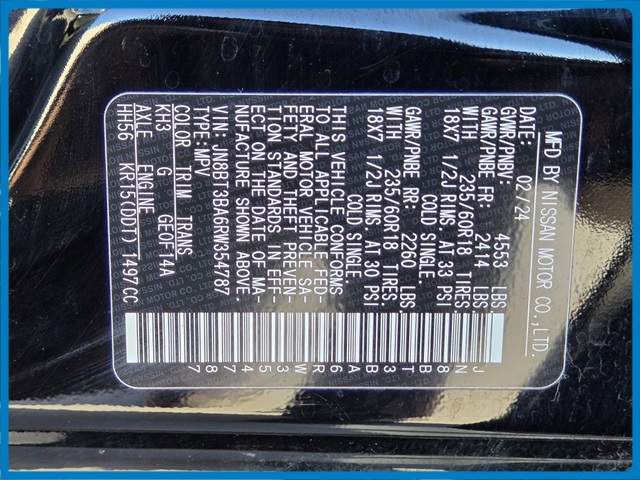 MFD BY NISSAN MOTOR CO.,LTD.
DATE: 02/24
GVWR/PNBV: 4553 LBS.
GAWR/PNBE FR: 2414 LBS.
WITH 235/60R18 TIRES,
18X7 1/2J RIMS, AT 33 PSI
COLD SINGLE.
GAWR/PNBE RR: 2260 LBS.
WITH 235/60R18 TIRES,
18X7 1/2J RIMS, AT 30 PSI
COLD SINGLE
THIS VEHICLE CONFORMS
TO ALL APPLICABLE FED-
ERAL MOTOR VEHICLE SA-
FETY AND THEFT PREVEN-
TION STANDARDS IN EFF-
ECT ON THE DATE OF MA-
NUFACTURE SHOWN ABOVE.
VIN: JN8BT3BA6RW354787
TYPE: MPV
COLOR TRIM TRANS
KH3 G GEOF14A
AXLE ENGINE
HH56 KR15(DDT)1497CC
JN8BT3BA6RW354787